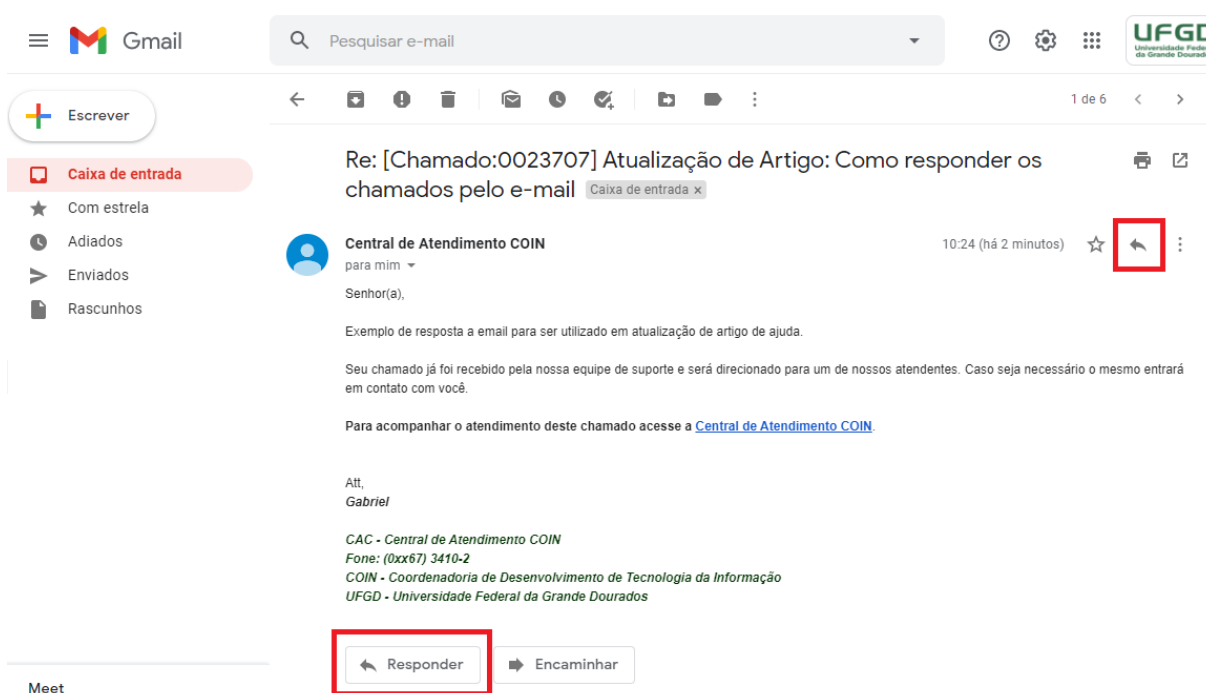 Gmail
Pesquisar e-mail
UFGD
Universidade Fede
da Grande Dourad
Escrever
1 de 6
Caixa de entrada
Com estrela
Adiados
Enviados
Rascunhos
Re: [Chamado:0023707] Atualização de Artigo: Como responder os
chamados pelo e-mail Caixa de entrada x
Central de Atendimento COIN
10:24 (há 2 minutos)
para mim
Senhor(a),
Exemplo de resposta a email para ser utilizado em atualização de artigo de ajuda.
Seu chamado já foi recebido pela nossa equipe de suporte e será direcionado para um de nossos atendentes. Caso seja necessário o mesmo entrará
em contato com você.
Para acompanhar o atendimento deste chamado acesse a Central de Atendimento COIN.
Att,
Gabriel
CAC - Central de Atendimento COIN
Fone: (0xx67) 3410-2
COIN - Coordenadoria de Desenvolvimento de Tecnologia da Informação
UFGD - Universidade Federal da Grande Dourados
Responder
Encaminhar
Meet